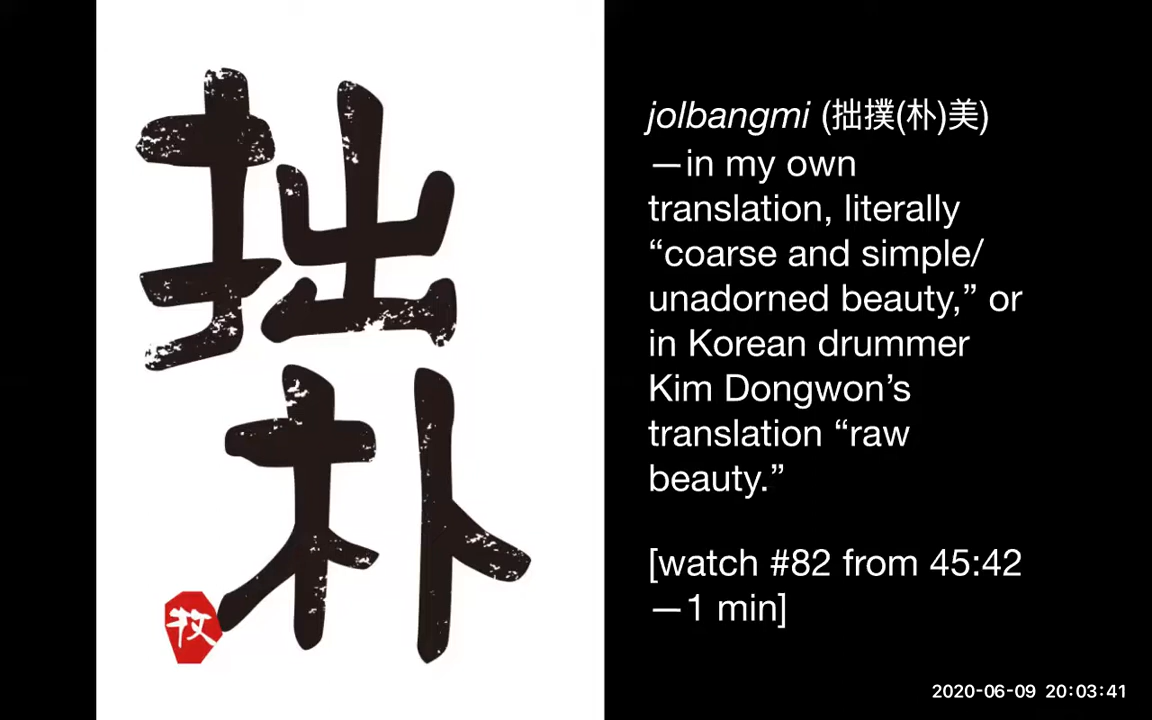 拙
朴
牧
jolbangmi (拙撲(朴)美)
—in my own
translation, literally
“coarse and simple/
unadorned beauty,” or
in Korean drummer
Kim Dongwon’s
translation “raw
beauty.”
[watch #82 from 45:42
—1 min]
2020-06-09 20:03:41